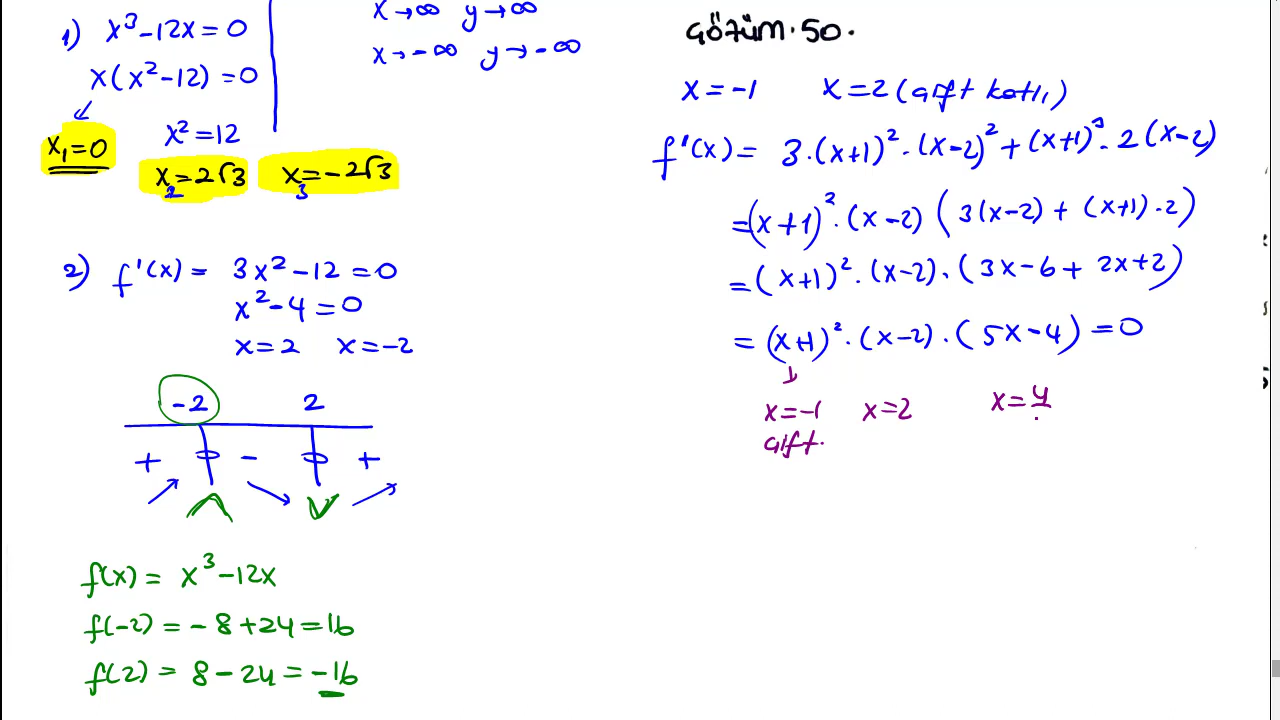 1) x³-12x=0
x(x²-12)=0
x₁=0
x²=12
x₂=2√3 x₃=-2√3
x→∞ y→∞
x→-∞ y→-∞
2) f'(x) = 3x²-12=0
x²-4=0
x=2 x=-2
-2 2
+ - +
f(x) = x³-12x
f(-2) = -8+24=16
f(2) = 8-24=-16
Çözüm.50.
x=-1 x=2 (çift katlı)
f'(x) = 3.(x+1)².(x-2)²+(x+1)³.2(x-2)
=(x+1)².(x-2)(3(x-2)+(x+1).2)
=(x+1)².(x-2).(3x-6+2x+2)
=(x+1)².(x-2).(5x-4)=0
x=-1 x=2 x=4
çift.